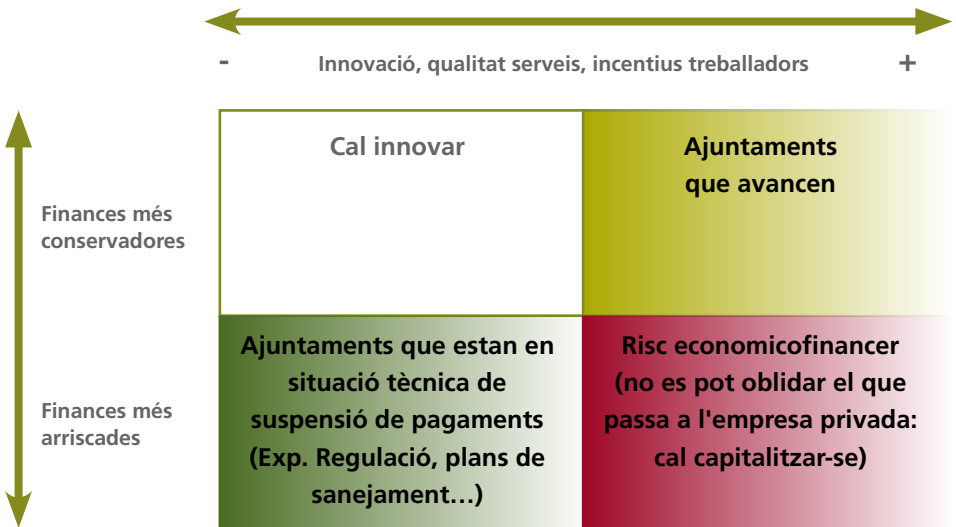 - Innovació, qualitat serveis, incentius treballadors +
Cal innovar
Ajuntaments
que avancen
Finances més
conservadores
Ajuntaments que estan en
situació tècnica de
suspensió de pagaments
(Exp. Regulació, plans de
sanejament…)
Risc economicofinancer
(no es pot oblidar el que
passa a l'empresa privada:
cal capitalitzar-se)
Finances més
arriscades